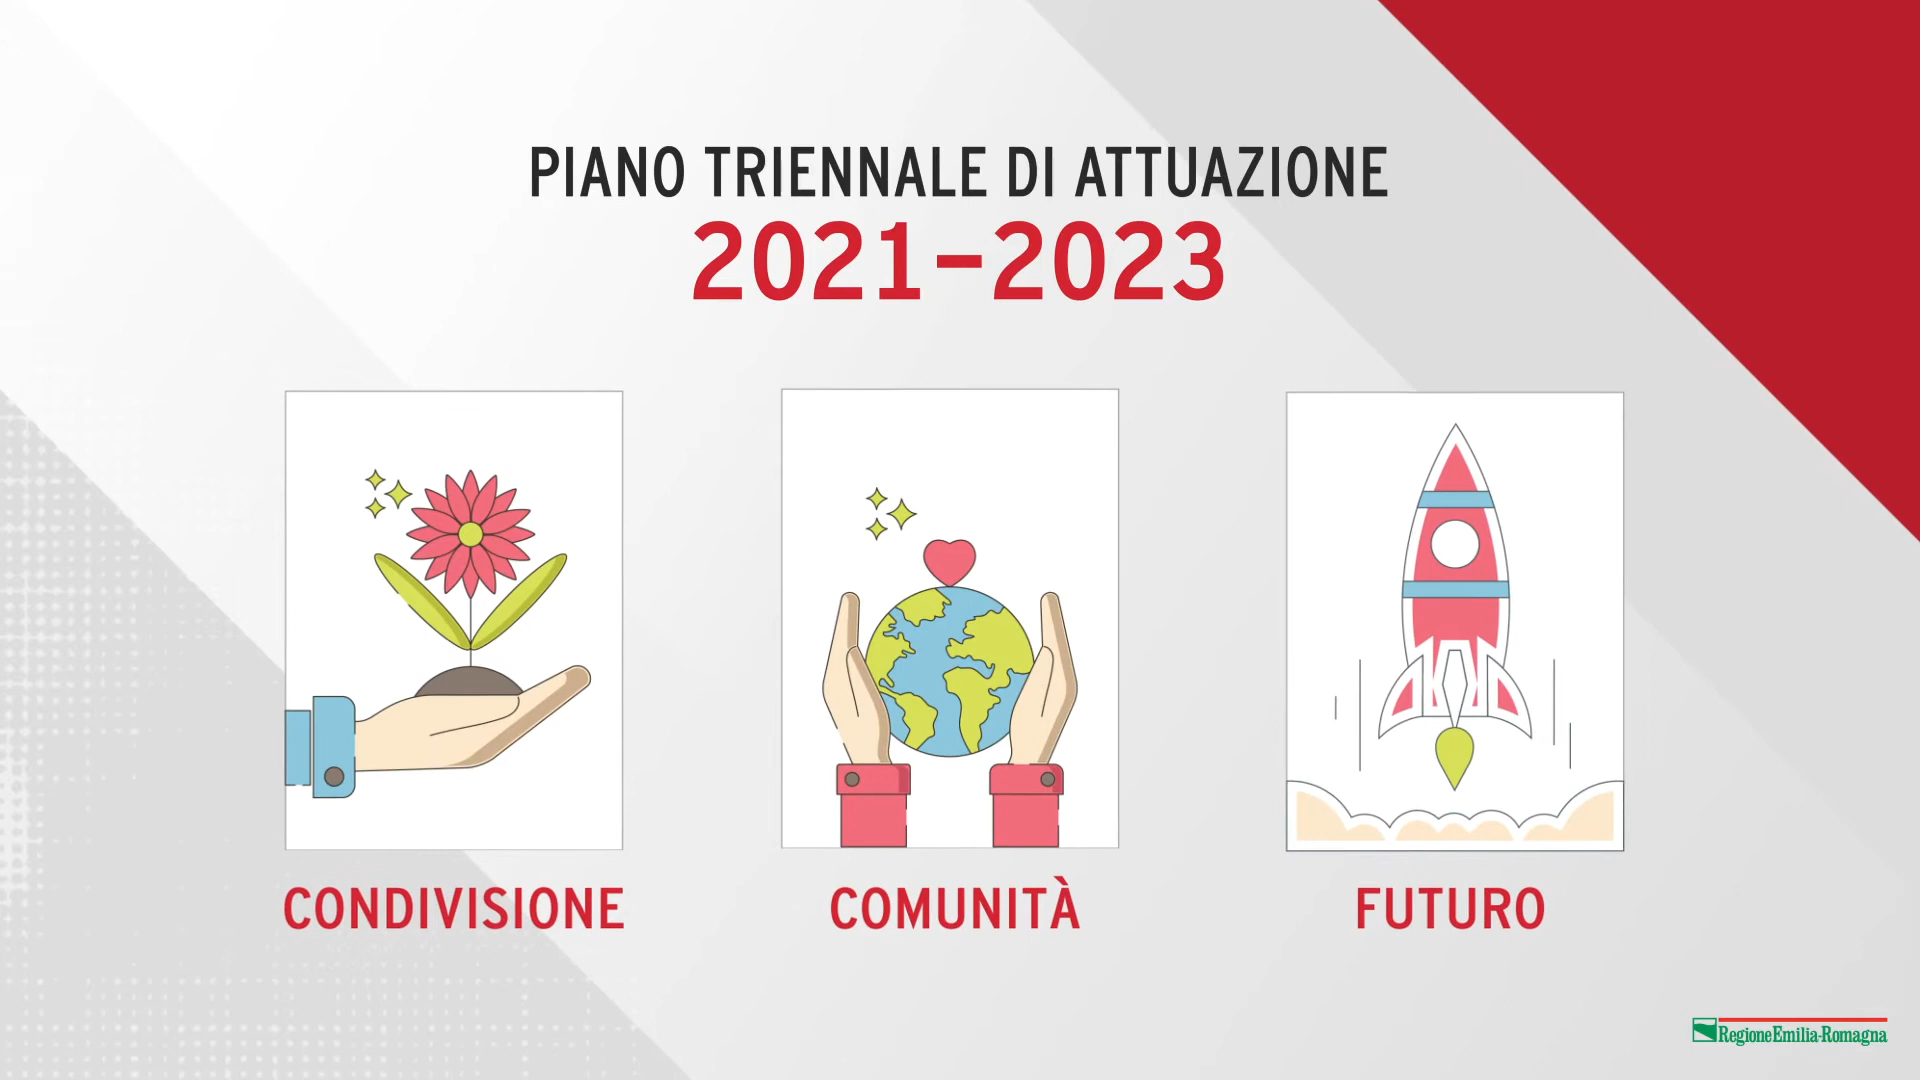 PIANO TRIENNALE DI ATTUAZIONE
2021-2023
CONDIVISIONE
COMUNITÀ
FUTURO
RegioneEmilia-Romagna